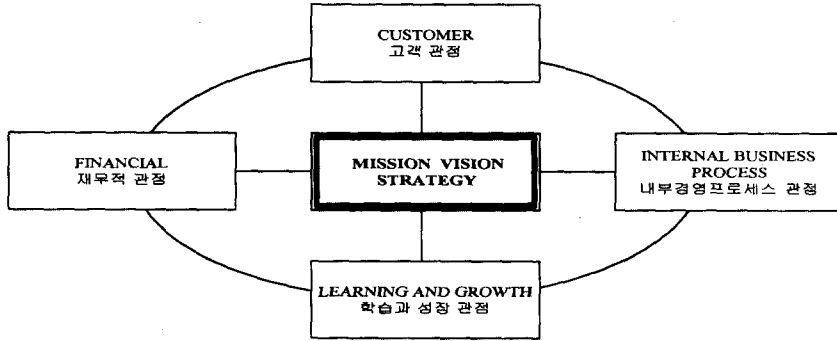 CUSTOMER
고객 관점
FINANCIAL
재무적 관점
MISSION VISION
STRATEGY
INTERNAL BUSINESS
PROCESS
내부경영프로세스 관점
LEARNING AND GROWTH
학습과 성장 관점